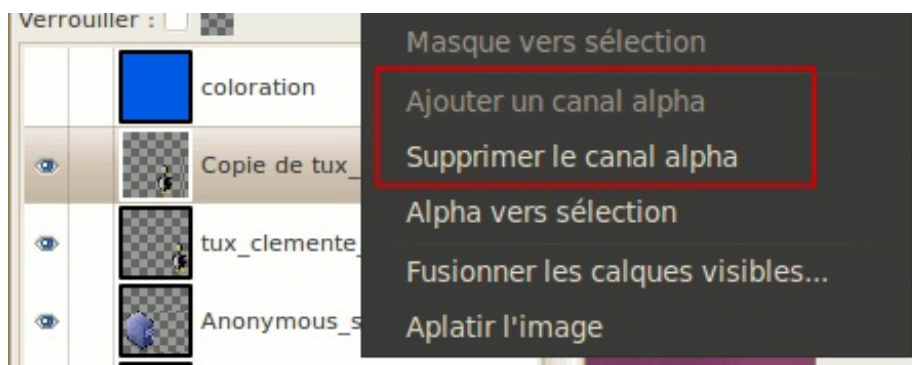 Verrouiller :
coloration
Copie de tux_
tux_clemente_
Anonymous_s
Masque vers sélection
Ajouter un canal alpha
Supprimer le canal alpha
Alpha vers sélection
Fusionner les calques visibles...
Aplatir l'image